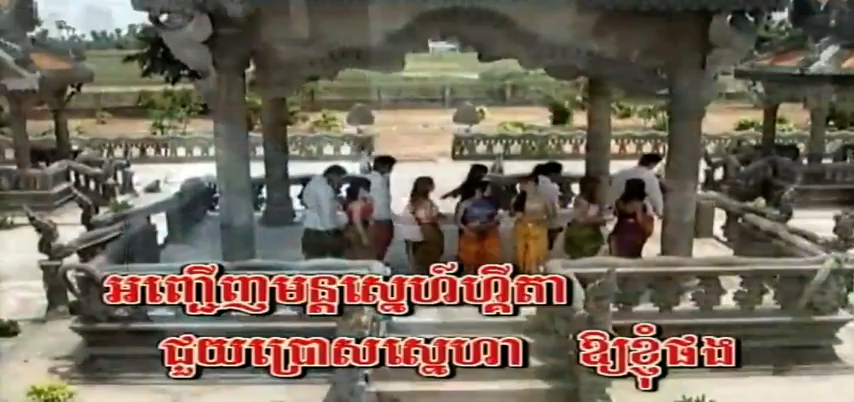 អញ្ជើញមន្តស្នេហ៍ហ្គីតា
ជួយប្រោសស្នេហា ឱ្យខ្ញុំផង